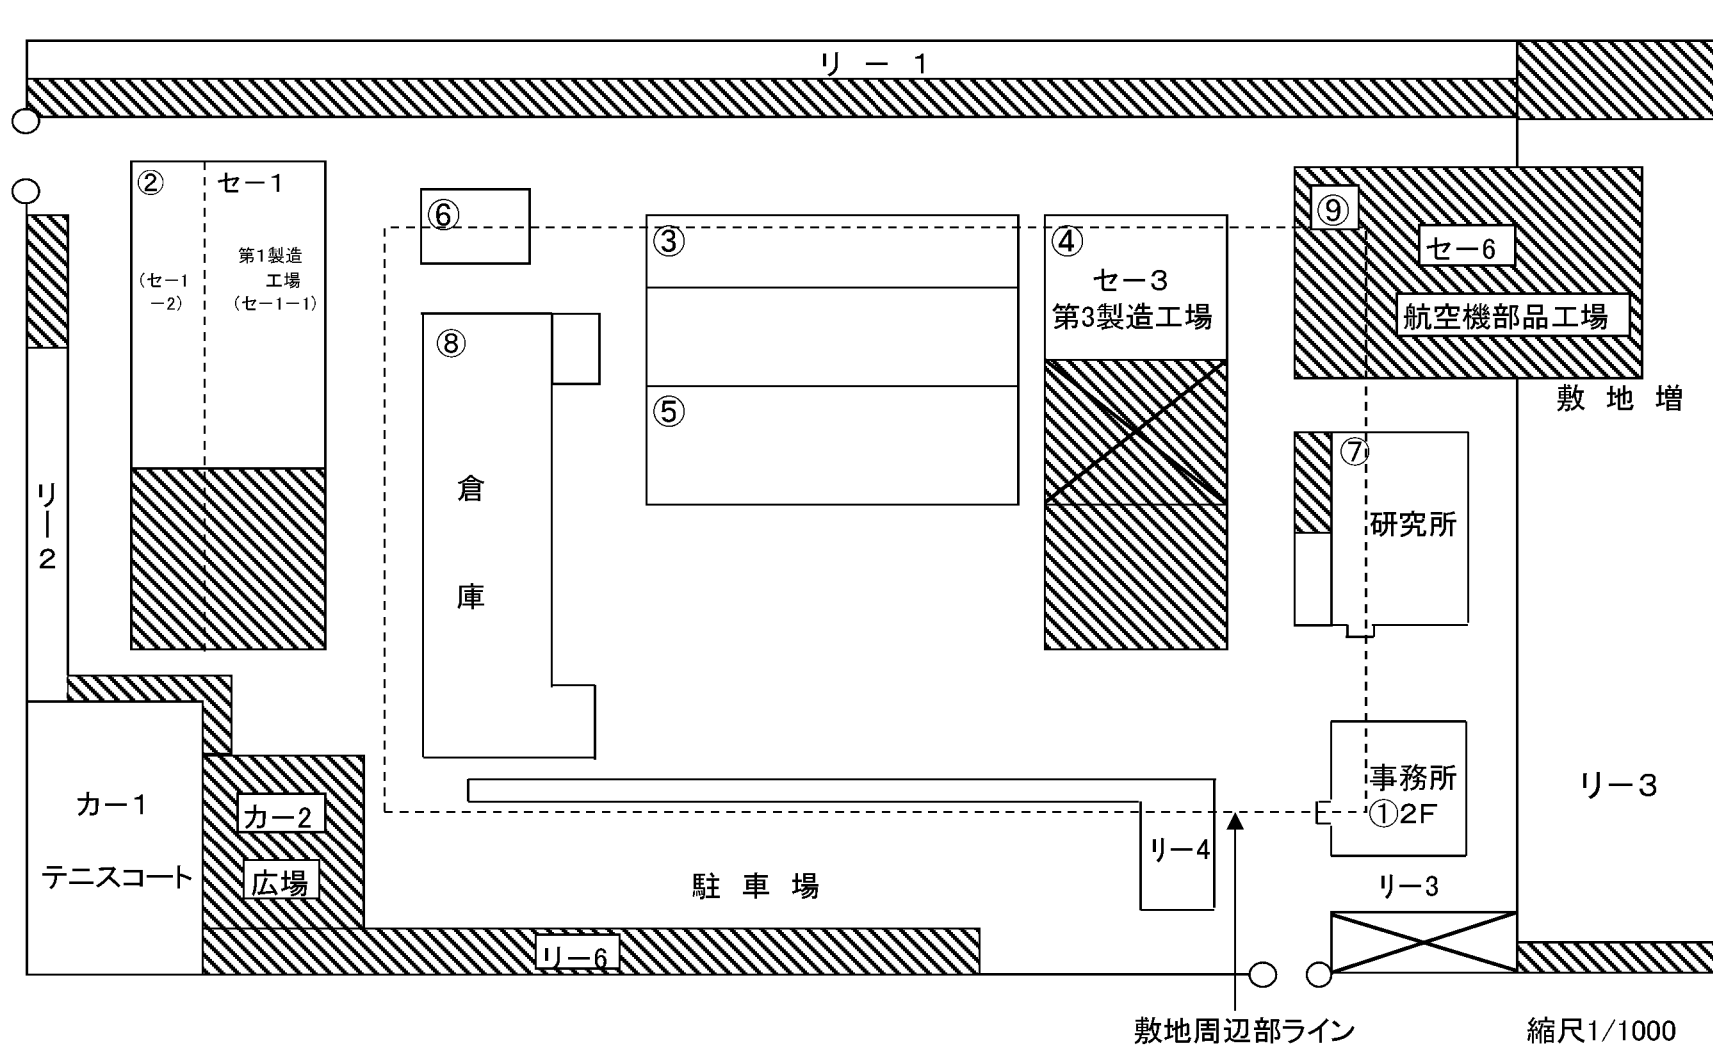 リ ー 1
② セー1
第1製造
工場
(セー1-1)
(セー1
-2)
⑥
③
④
セー3
第3製造工場
⑨
セー6
航空機部品工場
敷 地 増
⑧
倉
庫
⑤
⑦
研究所
リー2
カー1
テニスコート
カー2
広場
事務所
①2F
リー3
リー4
リー3
駐 車 場
リー6
敷地周辺部ライン
縮尺1/1000